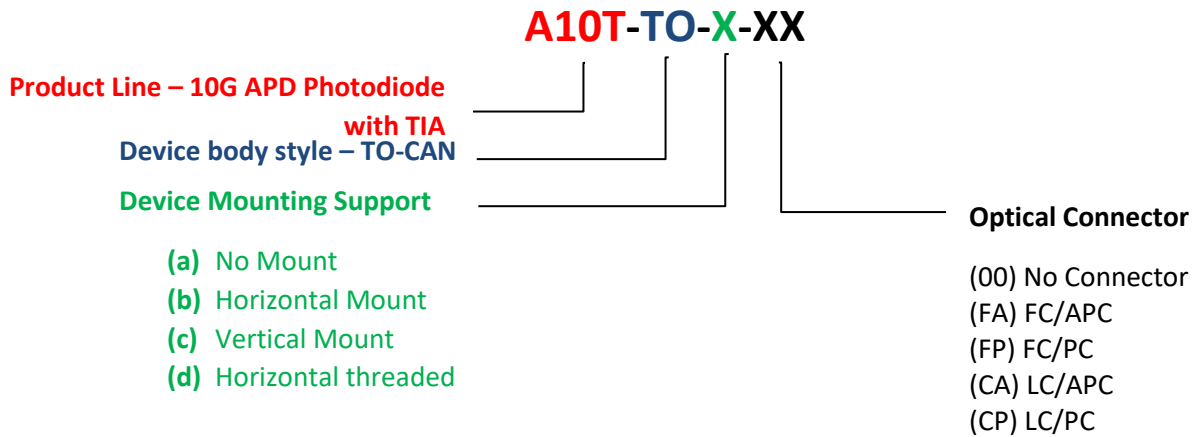 A10T-TO-X-XX
Product Line – 10G APD Photodiode
with TIA
Device body style – TO-CAN
Device Mounting Support
(a) No Mount
(b) Horizontal Mount
(c) Vertical Mount
(d) Horizontal threaded
Optical Connector
(00) No Connector
(FA) FC/APC
(FP) FC/PC
(CA) LC/APC
(CP) LC/PC